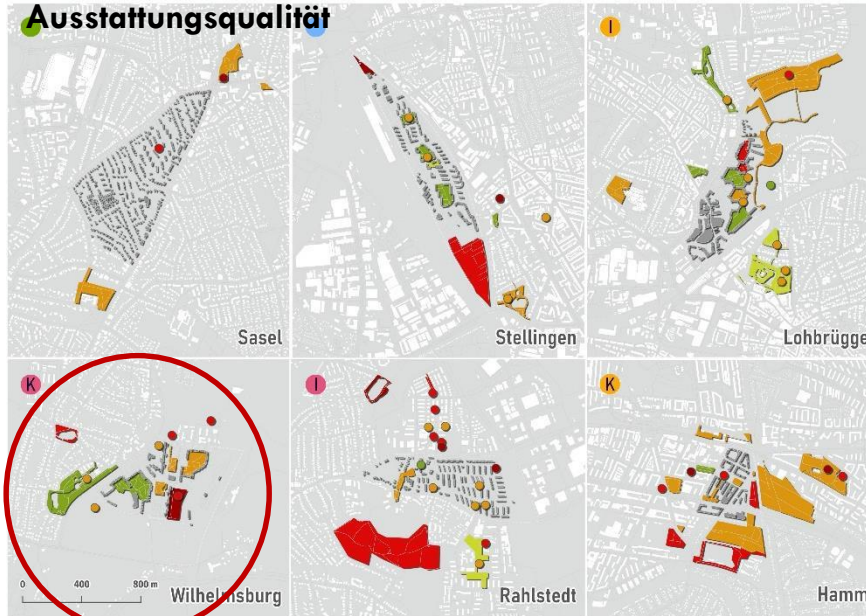 Ausstattungsqualität
I
Sasel
Stellingen
Lohbrügge
K
I
K
0 400 800 m
Wilhelmsburg
Rahlstedt
Hamm